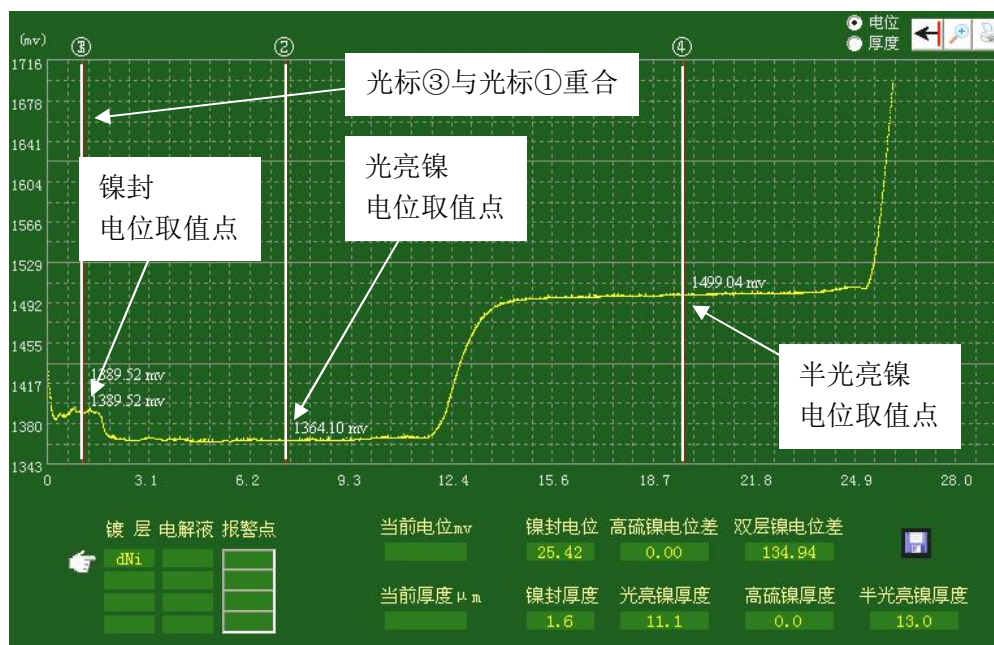 (mv)
③
②
④
电位
厚度
1716
1678
1641
1604
1566
1529
1492
1455
1417
1380
1343
光标③与光标①重合
镍封
电位取值点
光亮镍
电位取值点
1499.04 mv
1389.52 mv
1389.52 mv
1364.10 mv
半光亮镍
电位取值点
0 3.1 6.2 9.3 12.4 15.6 18.7 21.8 24.9 28.0
镀 层 电解液 报警点
dNi
当前电位mv 镍封电位 高硫镍电位差 双层镍电位差
25.42 0.00 134.94
当前厚度μm 镍封厚度 光亮镍厚度 高硫镍厚度 半光亮镍厚度
1.6 11.1 0.0 13.0